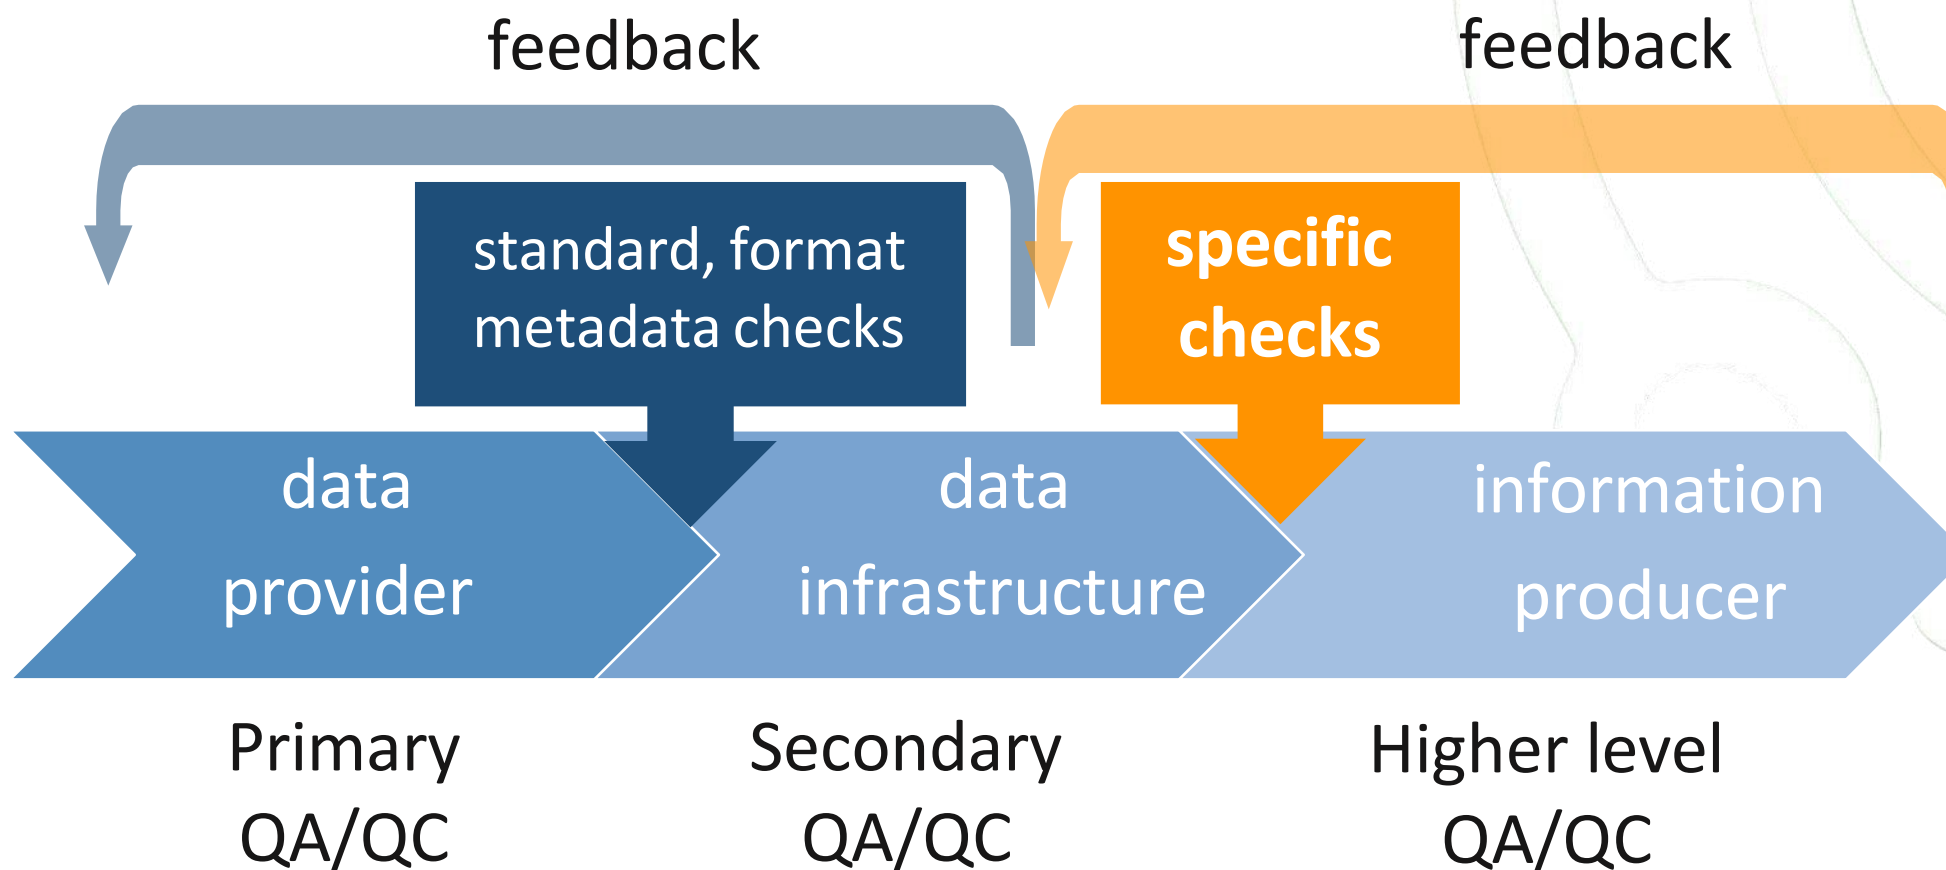 feedback
feedback
standard, format
metadata checks
specific
checks
data
provider
data
infrastructure
information
producer
Primary
QA/QC
Secondary
QA/QC
Higher level
QA/QC